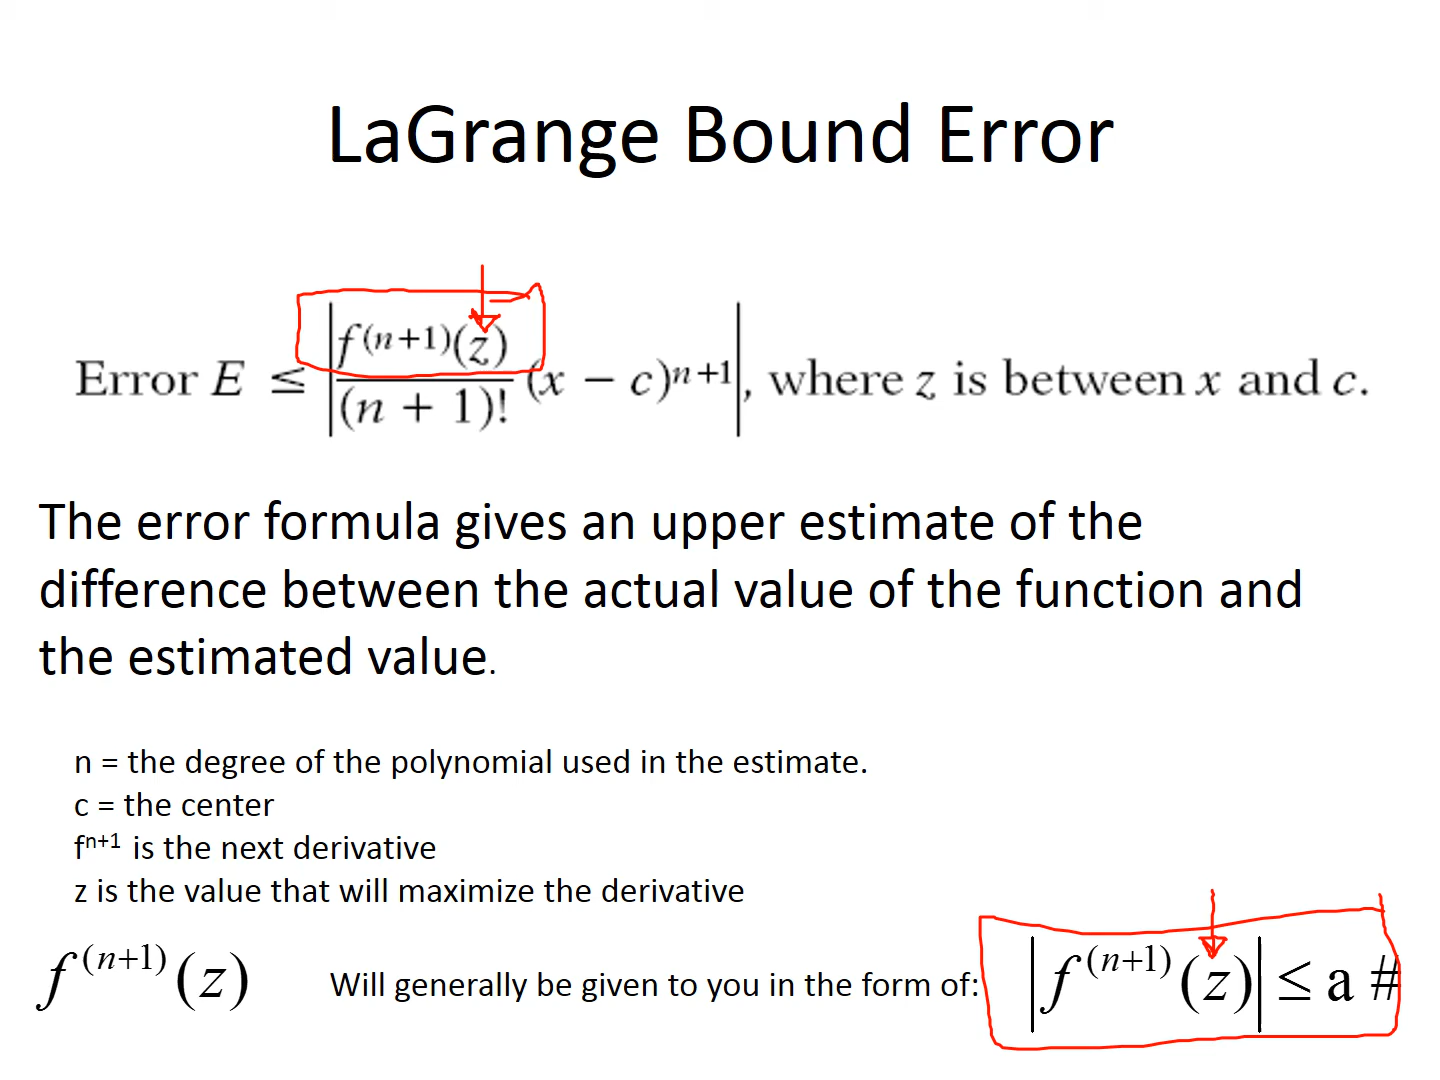 LaGrange Bound Error
Error E ≤ |f⁽ⁿ⁺¹⁾(z)/(n + 1)! (x − c)ⁿ⁺¹|, where z is between x and c.
The error formula gives an upper estimate of the
difference between the actual value of the function and
the estimated value.
n = the degree of the polynomial used in the estimate.
c = the center
fⁿ⁺¹ is the next derivative
z is the value that will maximize the derivative
f⁽ⁿ⁺¹⁾(z) Will generally be given to you in the form of: |f⁽ⁿ⁺¹⁾(z)| ≤ a #